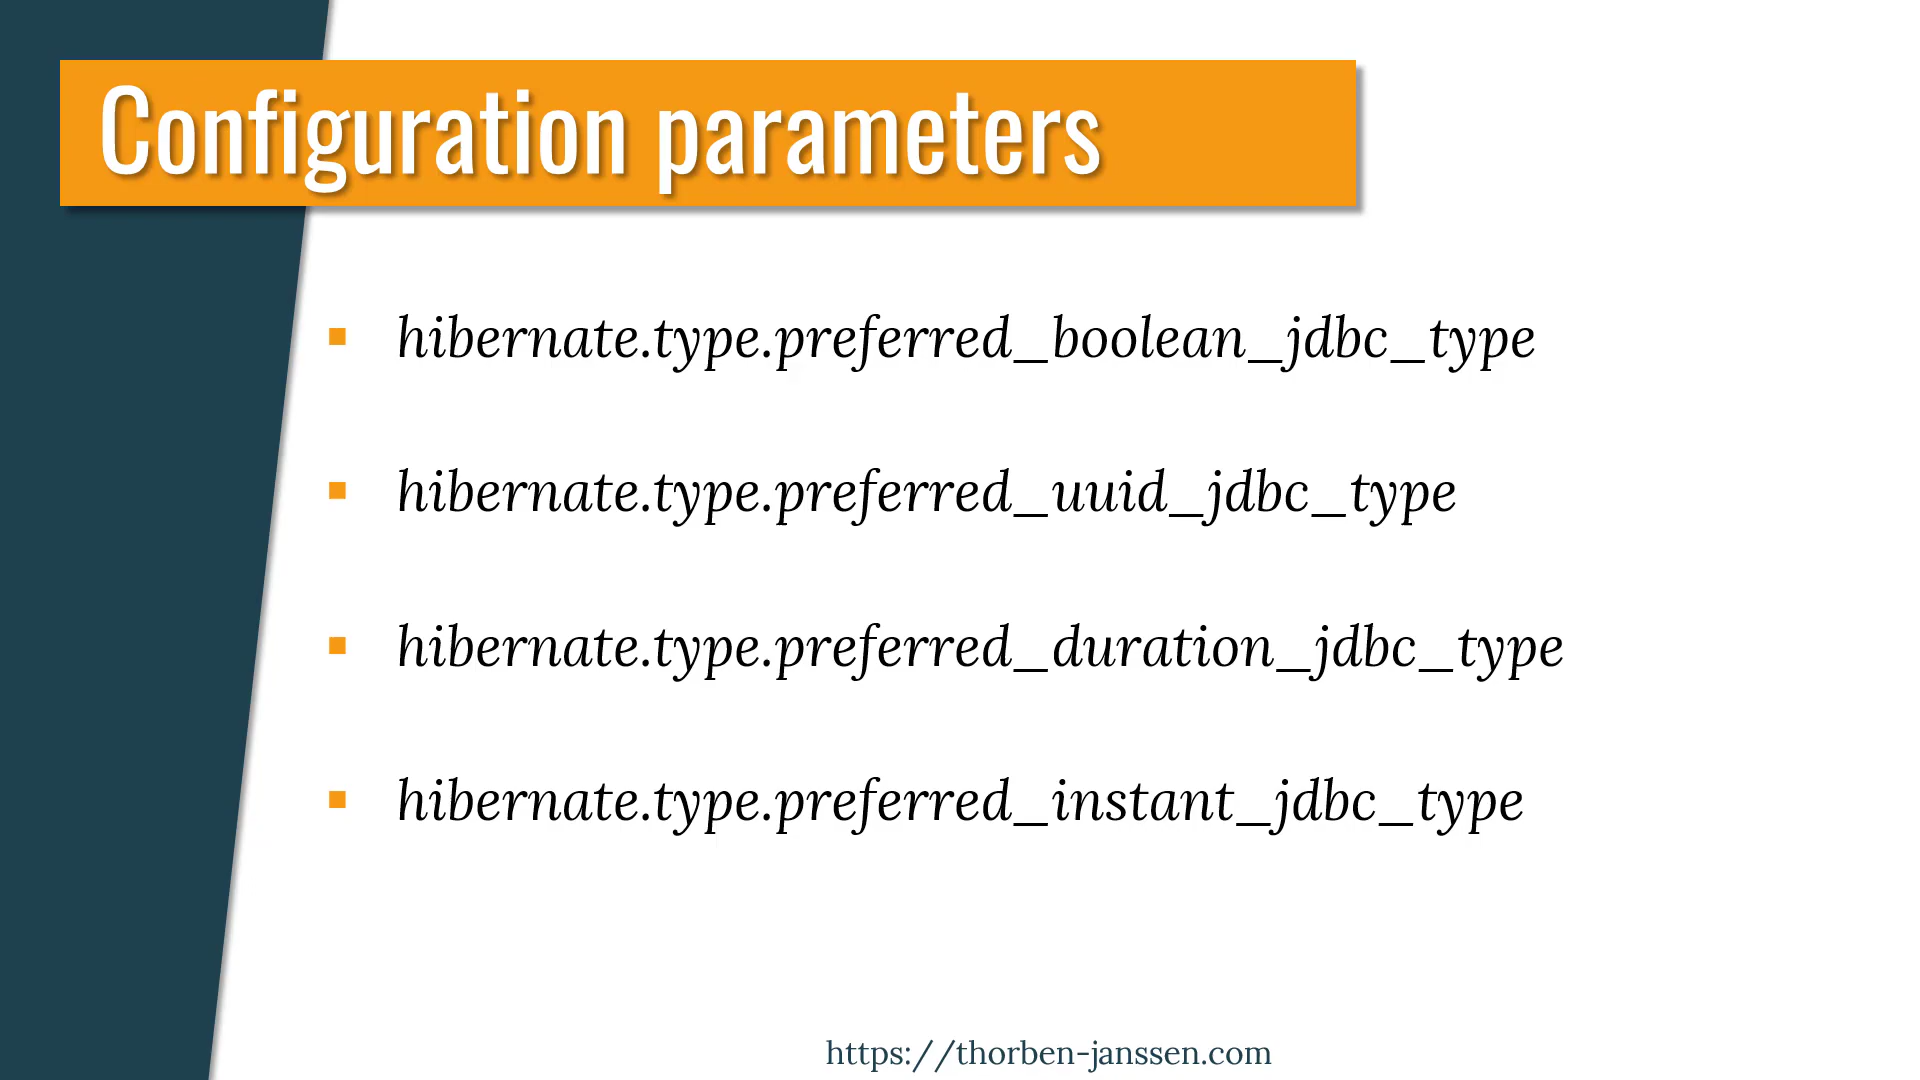 Configuration parameters
hibernate.type.preferred_boolean_jdbc_type
hibernate.type.preferred_uuid_jdbc_type
hibernate.type.preferred_duration_jdbc_type
hibernate.type.preferred_instant_jdbc_type
https://thorben-janssen.com